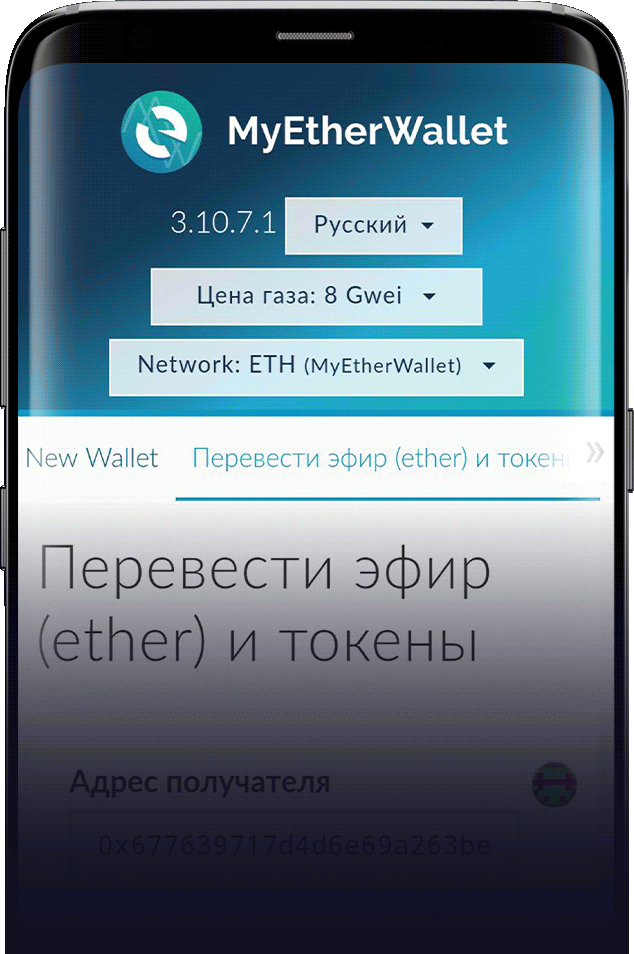 MyEtherWallet
3.10.7.1 Русский
Цена газа: 8 Gwei
Network: ETH (MyEtherWallet)
New Wallet Перевести эфир (ether) и токен
Перевести эфир
(ether) и токены
Адрес получателя
0x677639717d4d6e69a263be